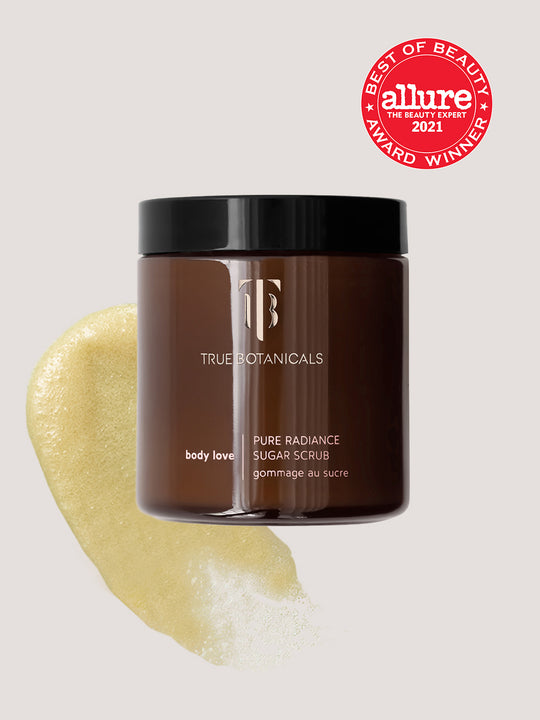 BEST OF BEAUTY
allure
THE BEAUTY EXPERT
2021
AWARD WINNER
TB
TRUE BOTANICALS
body love
PURE RADIANCE
SUGAR SCRUB
gommage au sucre